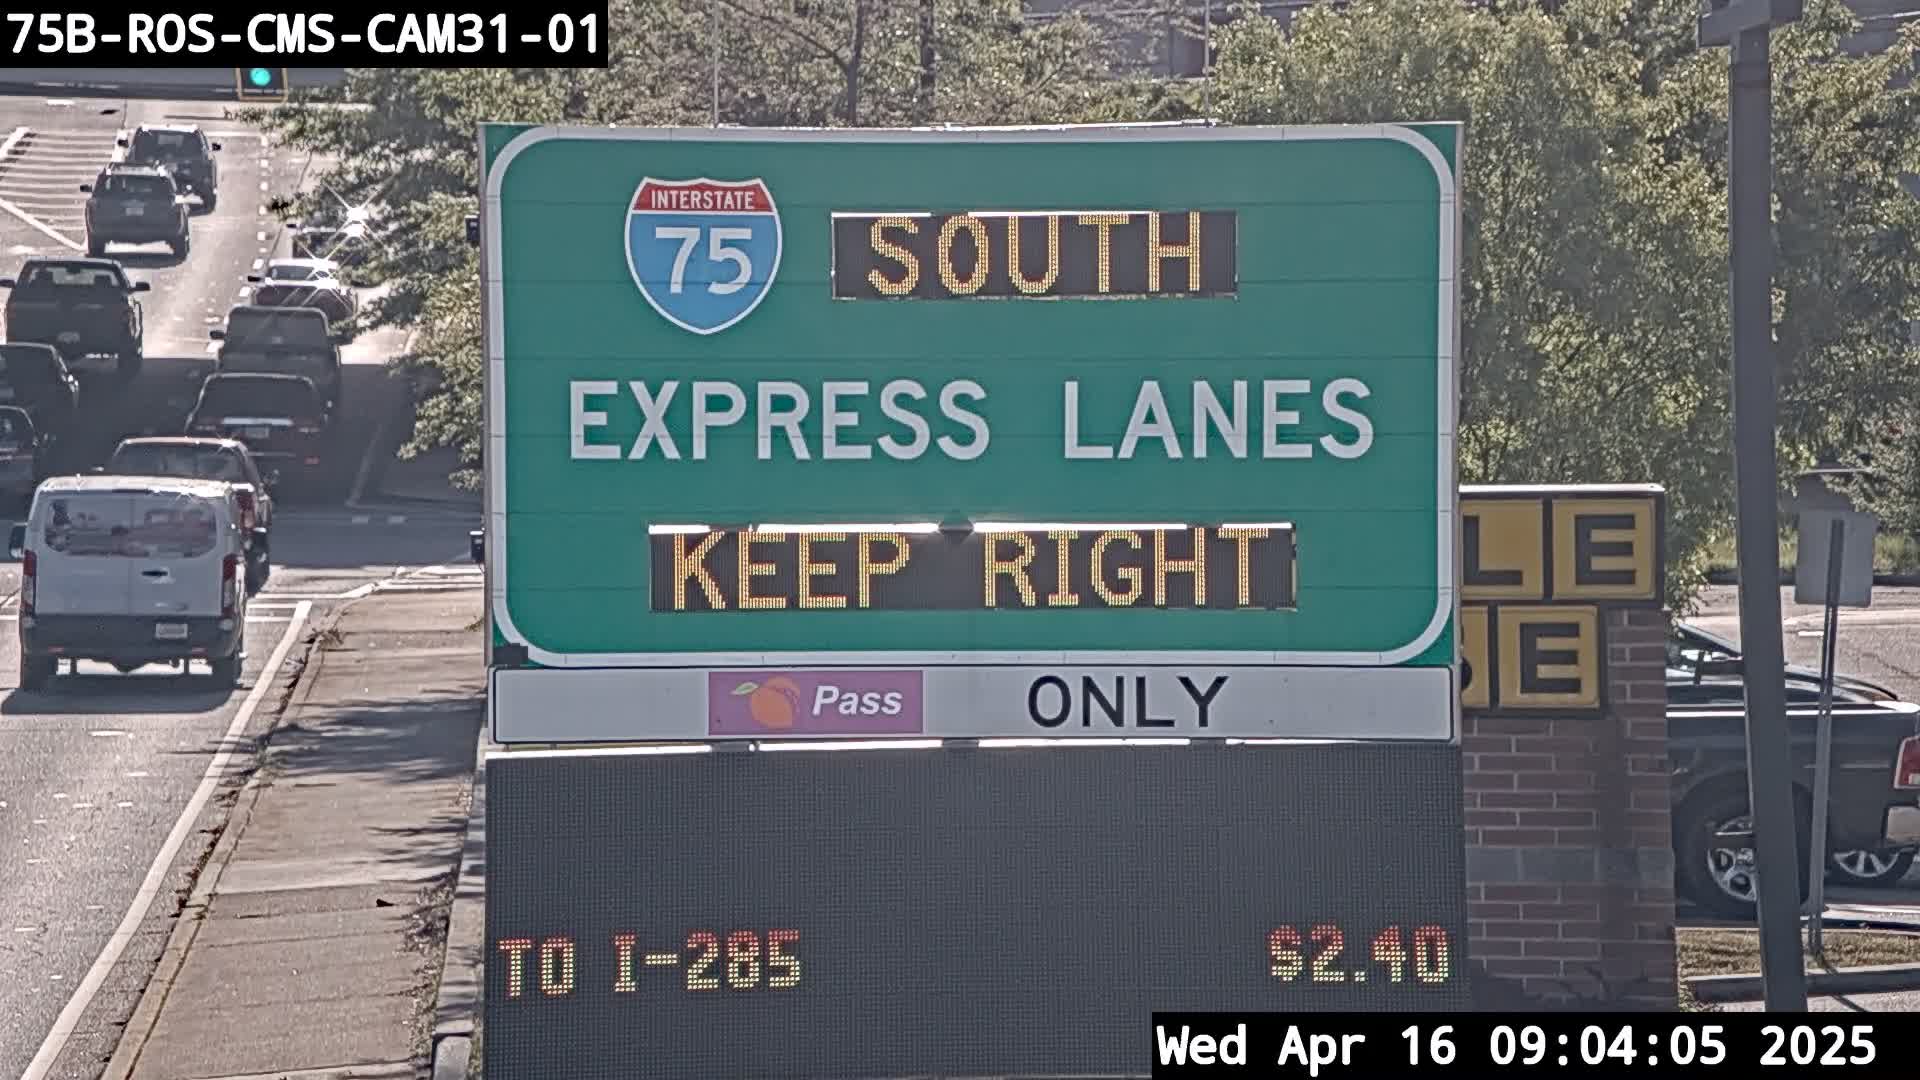 75B-ROS-CMS-CAM31-01
INTERSTATE
75
SOUTH
EXPRESS LANES
KEEP RIGHT
Pass ONLY
LE
E
TO I-285 $2.40
Wed Apr 16 09:04:05 2025